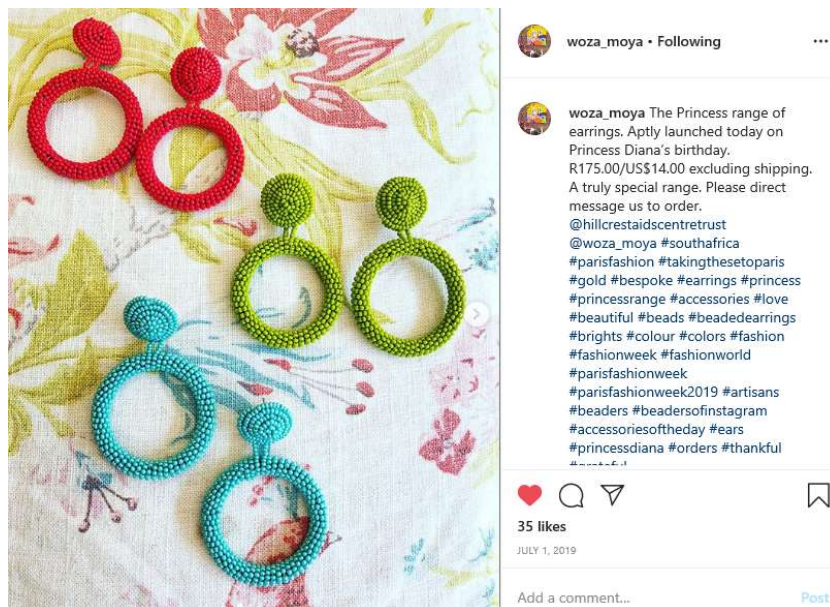 woza_moya • Following
woza_moya The Princess range of
earrings. Aptly launched today on
Princess Diana's birthday.
R175.00/US$14.00 excluding shipping.
A truly special range. Please direct
message us to order.
@hillcrestaidscentretrust
@woza_moya #southafrica
#parisfashion #takingthesetoparis
#gold #bespoke #earrings #princess
#princessrange #accessories #love
#beautiful #beads #beadedearrings
#brights #colour #colors #fashion
#fashionweek #fashionworld
#parisfashionweek
#parisfashionweek2019 #artisans
#beaders #beadersofinstagram
#accessoriesoftheday #ears
#princessdiana #orders #thankful
35 likes
JULY 1, 2019
Add a comment...
Post